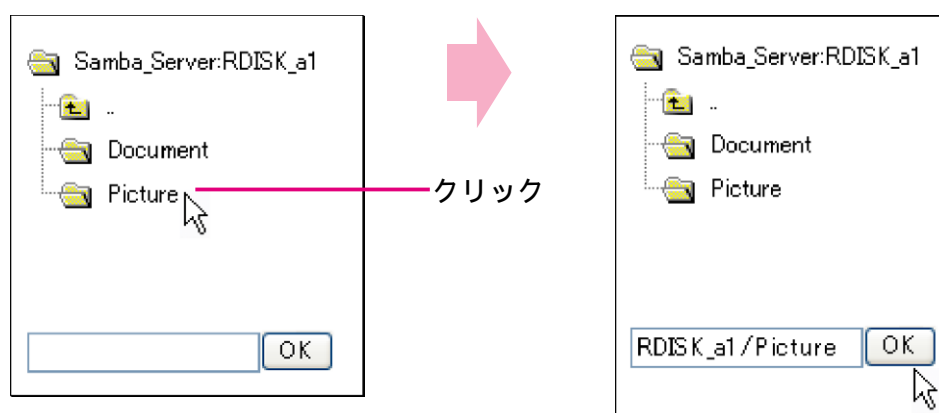 Samba_Server:RDISK_a1
..
Document
Picture
OK
クリック
Samba_Server:RDISK_a1
..
Document
Picture
RDISK_a1/Picture
OK